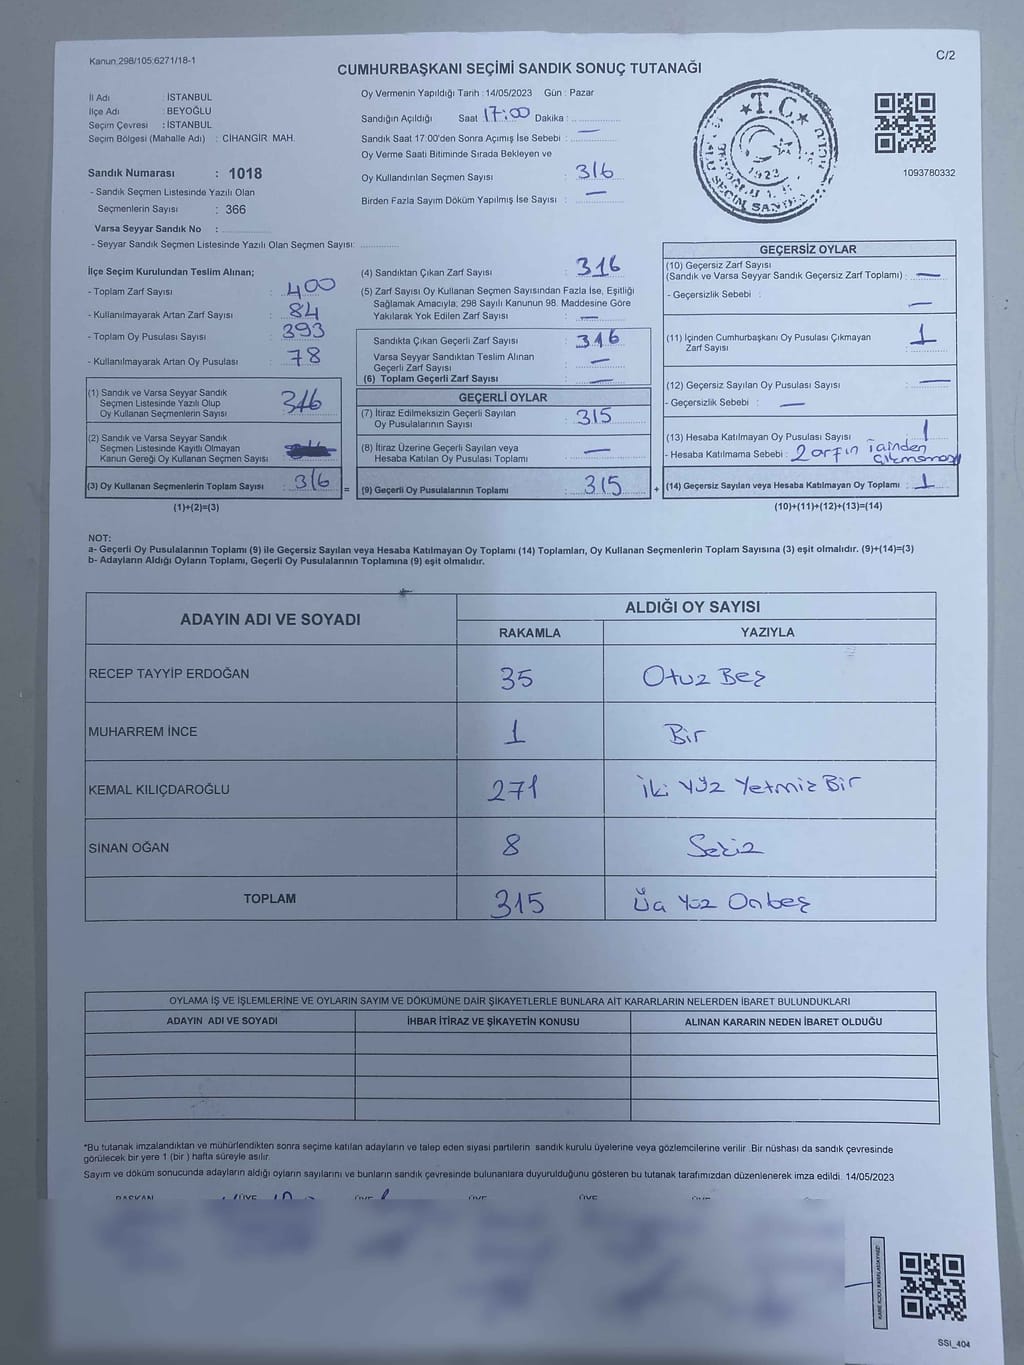 Kanun 298/105;6271/18-1
C/2
CUMHURBAŞKANI SEÇİMİ SANDIK SONUÇ TUTANAĞI
İl Adı : İSTANBUL
İlçe Adı : BEYOĞLU
Seçim Çevresi : İSTANBUL
Seçim Bölgesi (Mahalle Adı) : CİHANGİR MAH.
Sandık Numarası : 1018
- Sandık Seçmen Listesinde Yazılı Olan
Seçmenlerin Sayısı : 366
Varsa Seyyar Sandık No :
- Seyyar Sandık Seçmen Listesinde Yazılı Olan Seçmen Sayısı:
Oy Vermenin Yapıldığı Tarih : 14/05/2023 Gün : Pazar
Sandığın Açıldığı Saat 17:00 Dakika :
Sandık Saat 17:00'den Sonra Açımış İse Sebebi : —
Oy Verme Saati Bitiminde Sırada Bekleyen ve
Oy Kullandırılan Seçmen Sayısı : 316
Birden Fazla Sayım Döküm Yapılmış İse Sayısı : —
T.C.
1923
1093780332
İlçe Seçim Kurulundan Teslim Alınan;
- Toplam Zarf Sayısı : 400
- Kullanılmayarak Artan Zarf Sayısı : 84
- Toplam Oy Pusulası Sayısı : 393
- Kullanılmayarak Artan Oy Pusulası : 78
(1) Sandık ve Varsa Seyyar Sandık
Seçmen Listesinde Yazılı Olup
Oy Kullanan Seçmenlerin Sayısı : 316
(2) Sandık ve Varsa Seyyar Sandık
Seçmen Listesinde Kayıtlı Olmayan
Kanun Gereği Oy Kullanan Seçmen Sayısı :
(3) Oy Kullanan Seçmenlerin Toplam Sayısı : 316 =
(1)+(2)=(3)
(4) Sandıktan Çıkan Zarf Sayısı : 316
(5) Zarf Sayısı Oy Kullanan Seçmen Sayısından Fazla İse, Eşitliği
Sağlamak Amacıyla; 298 Sayılı Kanunun 98. Maddesine Göre
Yakılarak Yok Edilen Zarf Sayısı : —
Sandıkta Çıkan Geçerli Zarf Sayısı : 316
Varsa Seyyar Sandıktan Teslim Alınan
Geçerli Zarf Sayısı : —
(6) Toplam Geçerli Zarf Sayısı : —
GEÇERLİ OYLAR
(7) İtiraz Edilmeksizin Geçerli Sayılan
Oy Pusulalarının Sayısı : 315
(8) İtiraz Üzerine Geçerli Sayılan veya
Hesaba Katılan Oy Pusulası Toplamı : —
(9) Geçerli Oy Pusulalarının Toplamı : 315 +
GEÇERSİZ OYLAR
(10) Geçersiz Zarf Sayısı
(Sandık ve Varsa Seyyar Sandık Geçersiz Zarf Toplamı) : —
- Geçersizlik Sebebi : —
(11) İçinden Cumhurbaşkanı Oy Pusulası Çıkmayan
Zarf Sayısı : 1
(12) Geçersiz Sayılan Oy Pusulası Sayısı : —
- Geçersizlik Sebebi : —
(13) Hesaba Katılmayan Oy Pusulası Sayısı : 1
- Hesaba Katılmama Sebebi : Zarfın İçinden
çıkmaması
(14) Geçersiz Sayılan veya Hesaba Katılmayan Oy Toplamı : 1
(10)+(11)+(12)+(13)=(14)
NOT:
a- Geçerli Oy Pusulalarının Toplamı (9) ile Geçersiz Sayılan veya Hesaba Katılmayan Oy Toplamı (14) Toplamları, Oy Kullanan Seçmenlerin Toplam Sayısına (3) eşit olmalıdır. (9)+(14)=(3)
b- Adayların Aldığı Oyların Toplamı, Geçerli Oy Pusulalarının Toplamına (9) eşit olmalıdır.
ADAYIN ADI VE SOYADI
ALDIĞI OY SAYISI
RAKAMLA YAZIYLA
RECEP TAYYİP ERDOĞAN 35 Otuz Beş
MUHARREM İNCE 1 Bir
KEMAL KILIÇDAROĞLU 271 İki Yüz Yetmiş Bir
SİNAN OĞAN 8 Sekiz
TOPLAM 315 Üç Yüz Onbeş
OYLAMA İŞ VE İŞLEMLERİNE VE OYLARIN SAYIM VE DÖKÜMÜNE DAİR ŞİKAYETLERLE BUNLARA AİT KARARLARIN NELERDEN İBARET BULUNDUKLARI
ADAYIN ADI VE SOYADI İHBAR İTİRAZ VE ŞİKAYETİN KONUSU ALINAN KARARIN NEDEN İBARET OLDUĞU
*Bu tutanak imzalandıktan ve mühürlendikten sonra seçime katılan adayların ve talep eden siyasi partilerin sandık kurulu üyelerine veya gözlemcilerine verilir .Bir nüshası da sandık çevresinde
görülecek bir yere 1 (bir ) hafta süreyle asılır.
Sayım ve döküm sonucunda adayların aldığı oyların sayılarını ve bunların sandık çevresinde bulunanlara duyurulduğunu gösteren bu tutanak tarafımızdan düzenlenerek imza edildi. 14/05/2023
BAŞKAN ÜYE ÜYE ÜYE ÜYE ÜYE
SSI_404